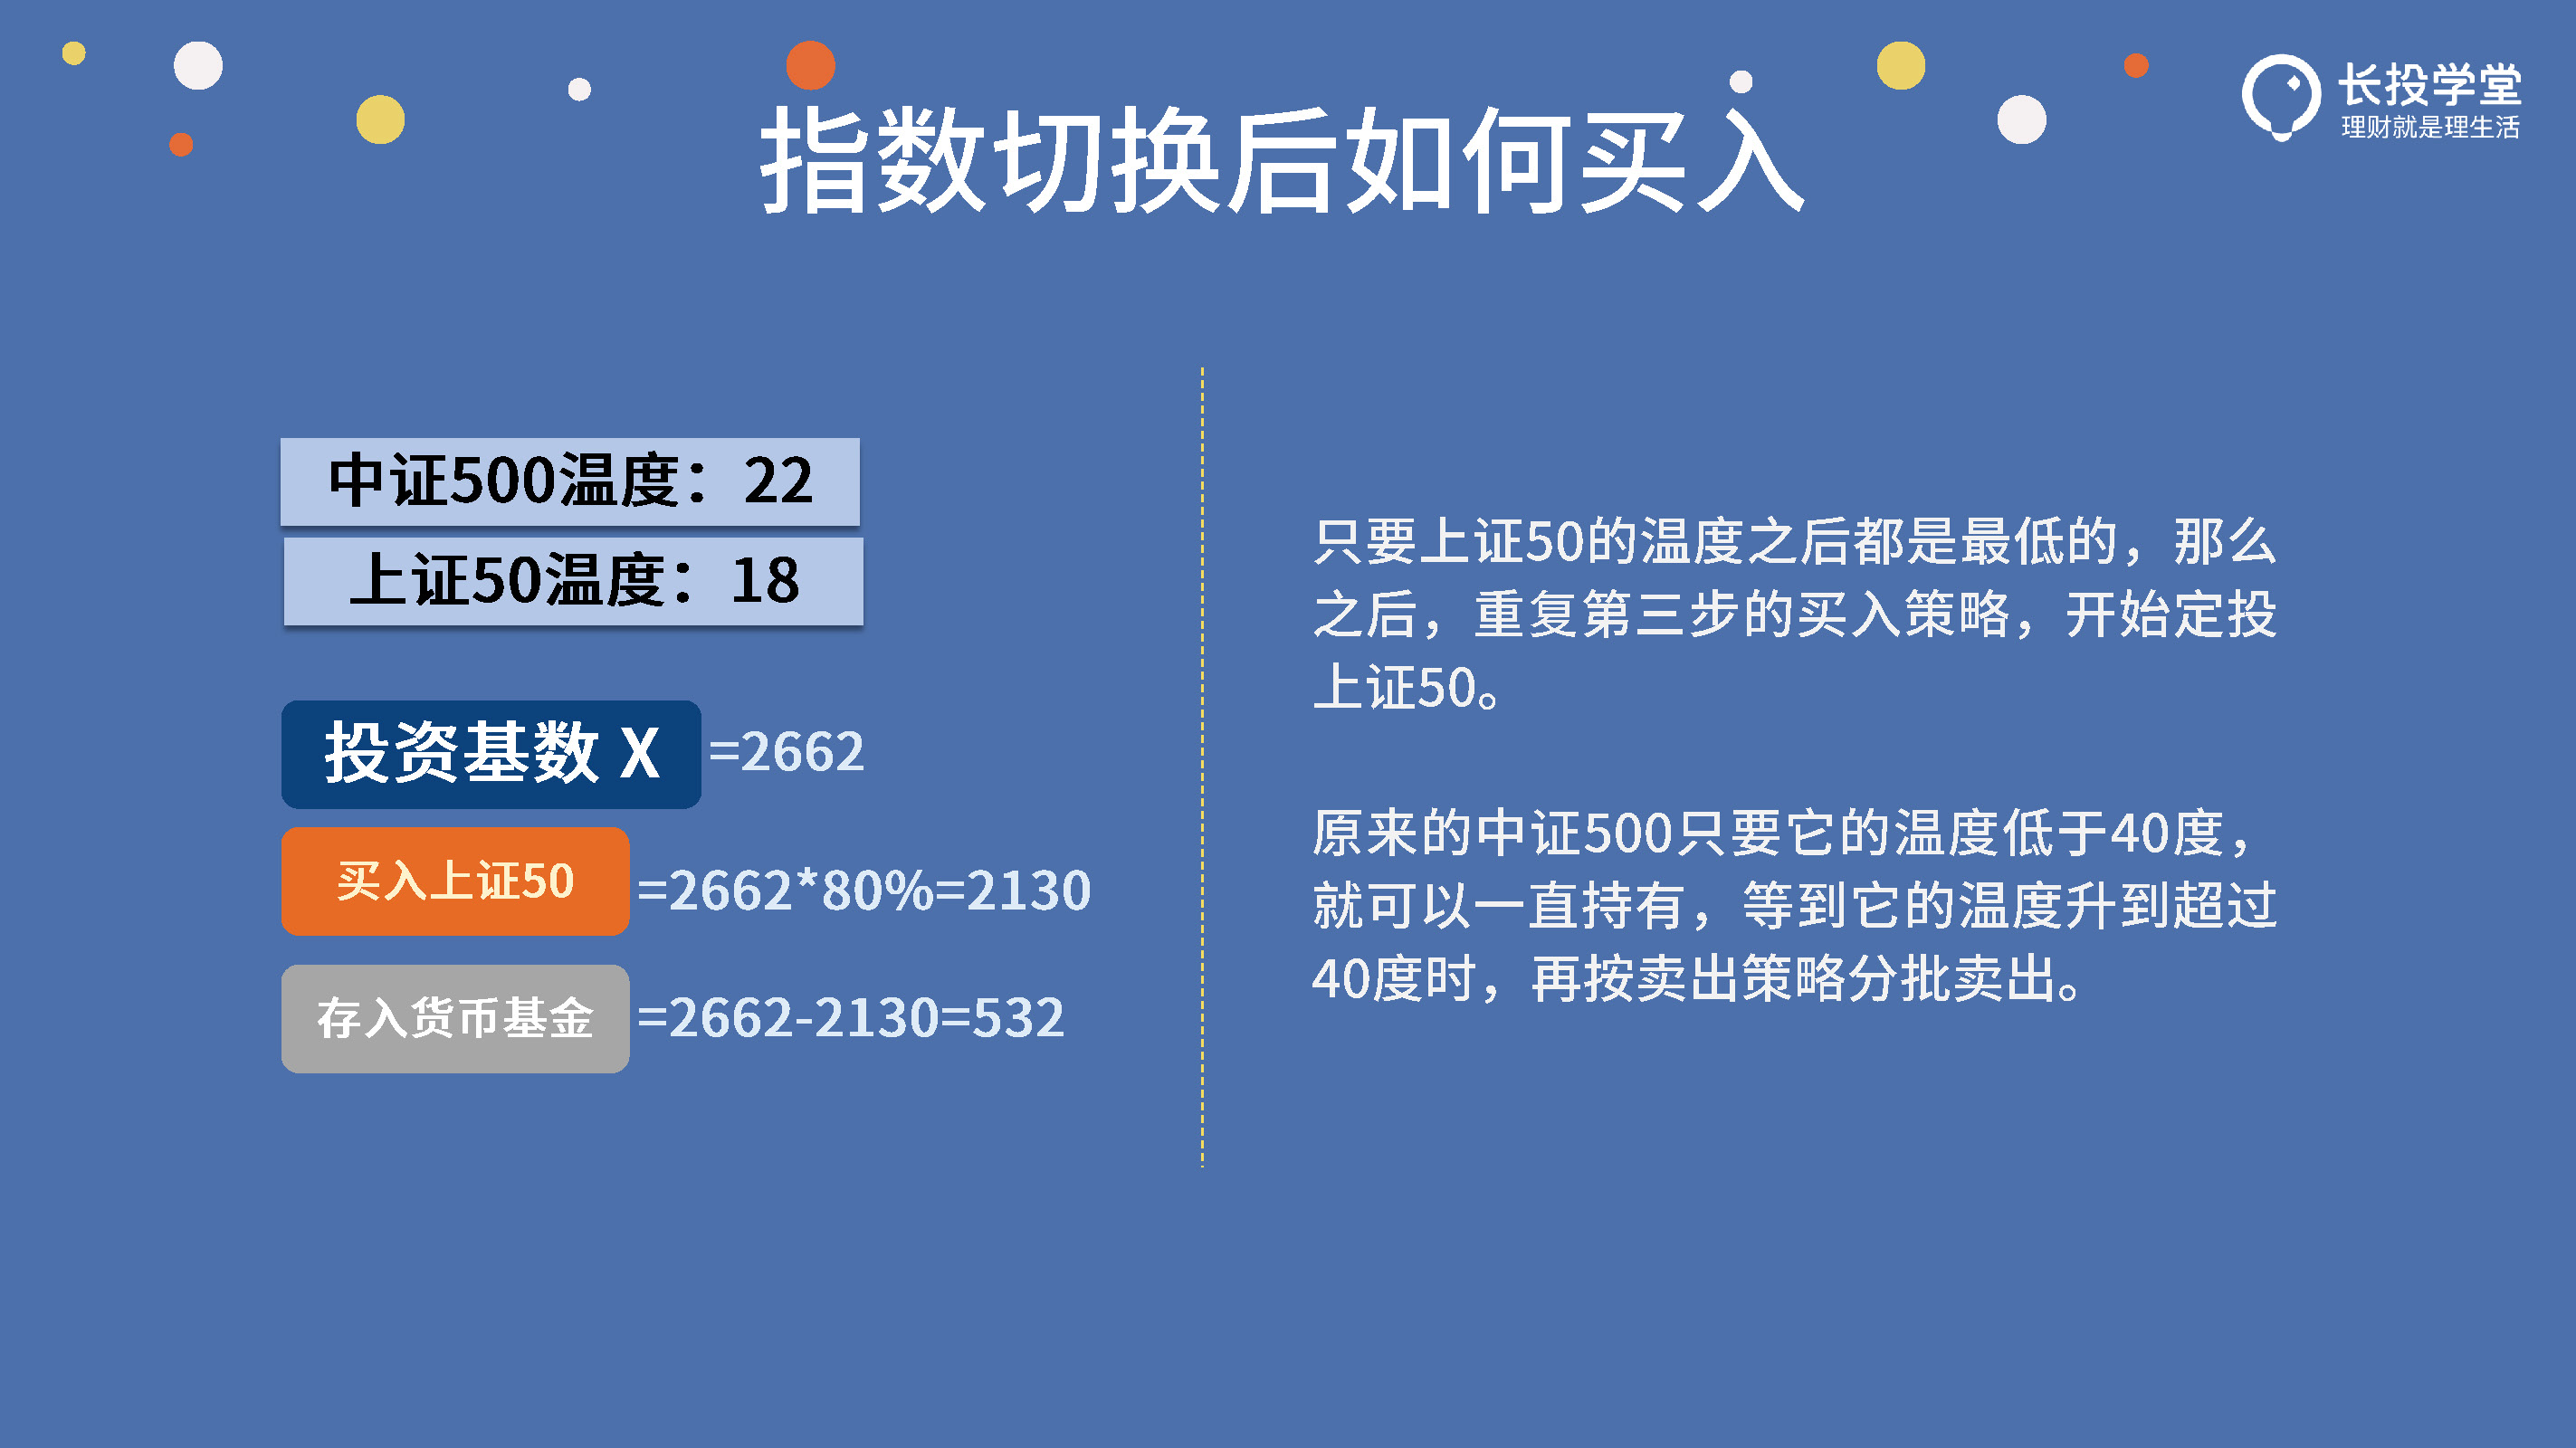 长投学堂
理财就是理生活
指数切换后如何买入
中证500温度：22
上证50温度：18
投资基数 X =2662
买入上证50 =2662*80%=2130
存入货币基金 =2662-2130=532
只要上证50的温度之后都是最低的，那么
之后，重复第三步的买入策略，开始定投
上证50。
原来的中证500只要它的温度低于40度，
就可以一直持有，等到它的温度升到超过
40度时，再按卖出策略分批卖出。